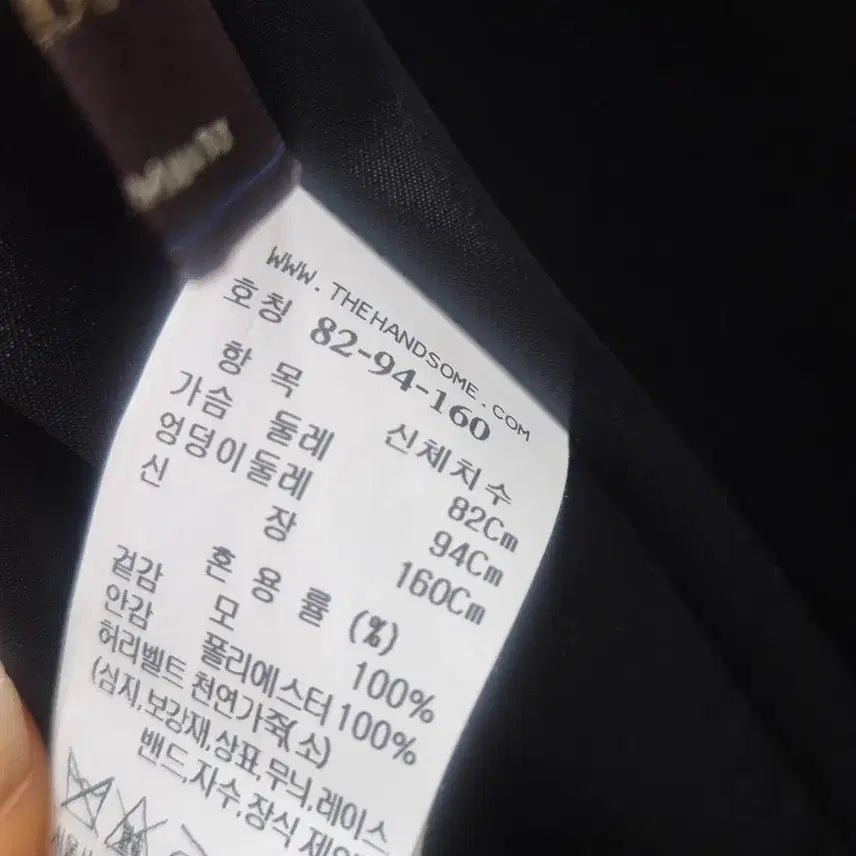 WWW.THEHANDSOME.COM
호칭 82-94-160
항 목 신체치수
가슴 둘레 82Cm
엉덩이둘레 94Cm
신 장 160Cm
혼 용 률 (%)
겉감 모 100%
안감 폴리에스터 100%
허리벨트 천연가죽(소)
(심지,보강재,상표,무늬,레이스
밴드,자수,장식